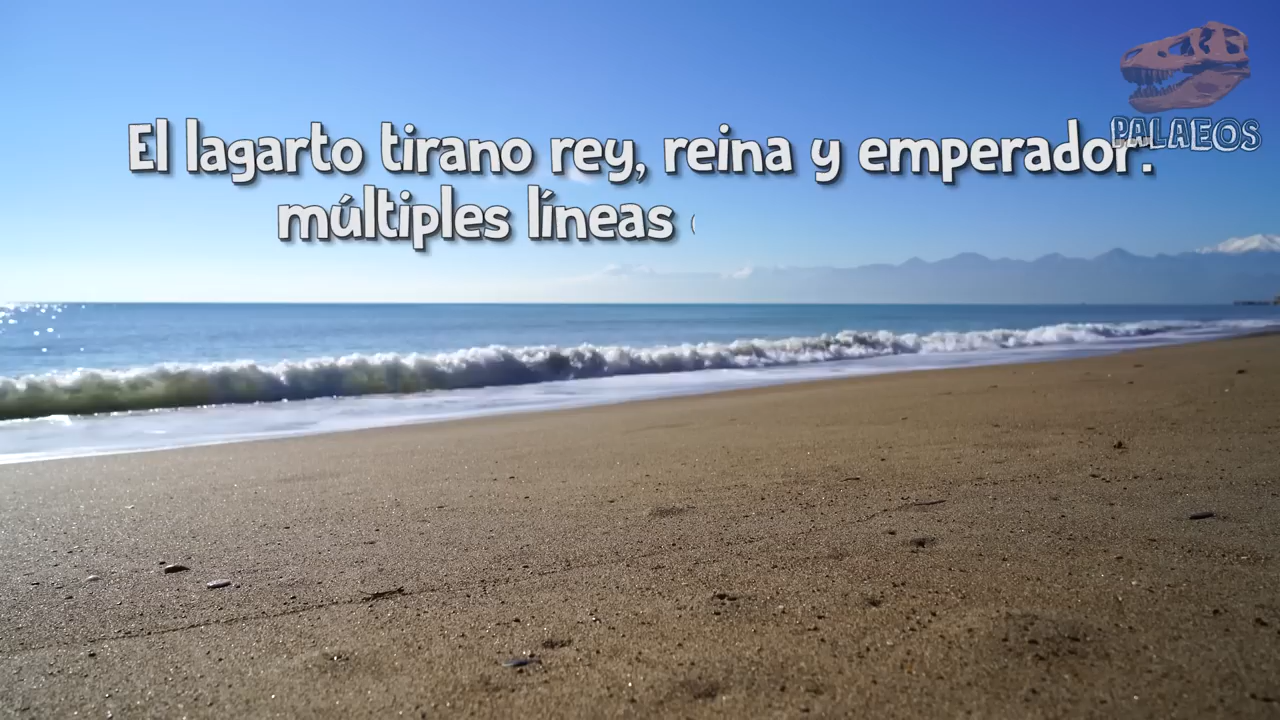 El lagarto tirano rey, reina y emperador:
múltiples líneas
PALAEOS